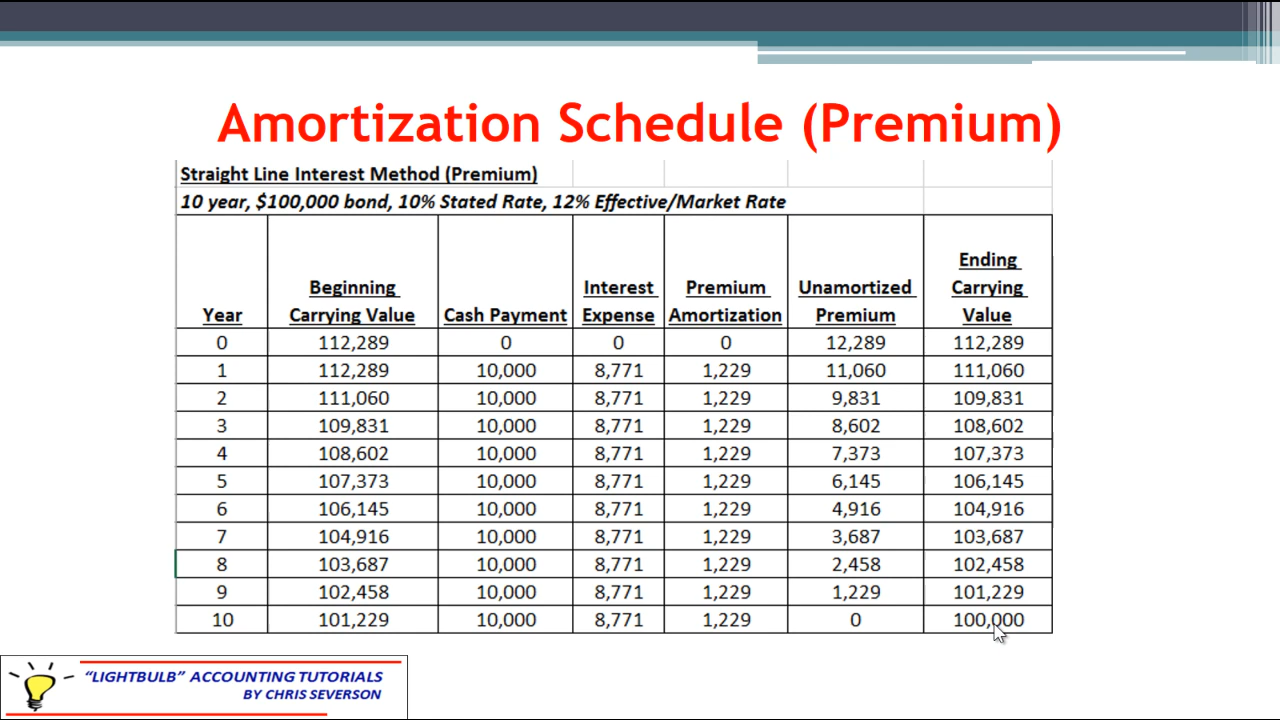 Amortization Schedule (Premium)
Straight Line Interest Method (Premium)
10 year, $100,000 bond, 10% Stated Rate, 12% Effective/Market Rate
Year Beginning Carrying Value Cash Payment Interest Expense Premium Amortization Unamortized Premium Ending Carrying Value
0 112,289 0 0 0 12,289 112,289
1 112,289 10,000 8,771 1,229 11,060 111,060
2 111,060 10,000 8,771 1,229 9,831 109,831
3 109,831 10,000 8,771 1,229 8,602 108,602
4 108,602 10,000 8,771 1,229 7,373 107,373
5 107,373 10,000 8,771 1,229 6,145 106,145
6 106,145 10,000 8,771 1,229 4,916 104,916
7 104,916 10,000 8,771 1,229 3,687 103,687
8 103,687 10,000 8,771 1,229 2,458 102,458
9 102,458 10,000 8,771 1,229 1,229 101,229
10 101,229 10,000 8,771 1,229 0 100,000
“LIGHTBULB” ACCOUNTING TUTORIALS
BY CHRIS SEVERSON